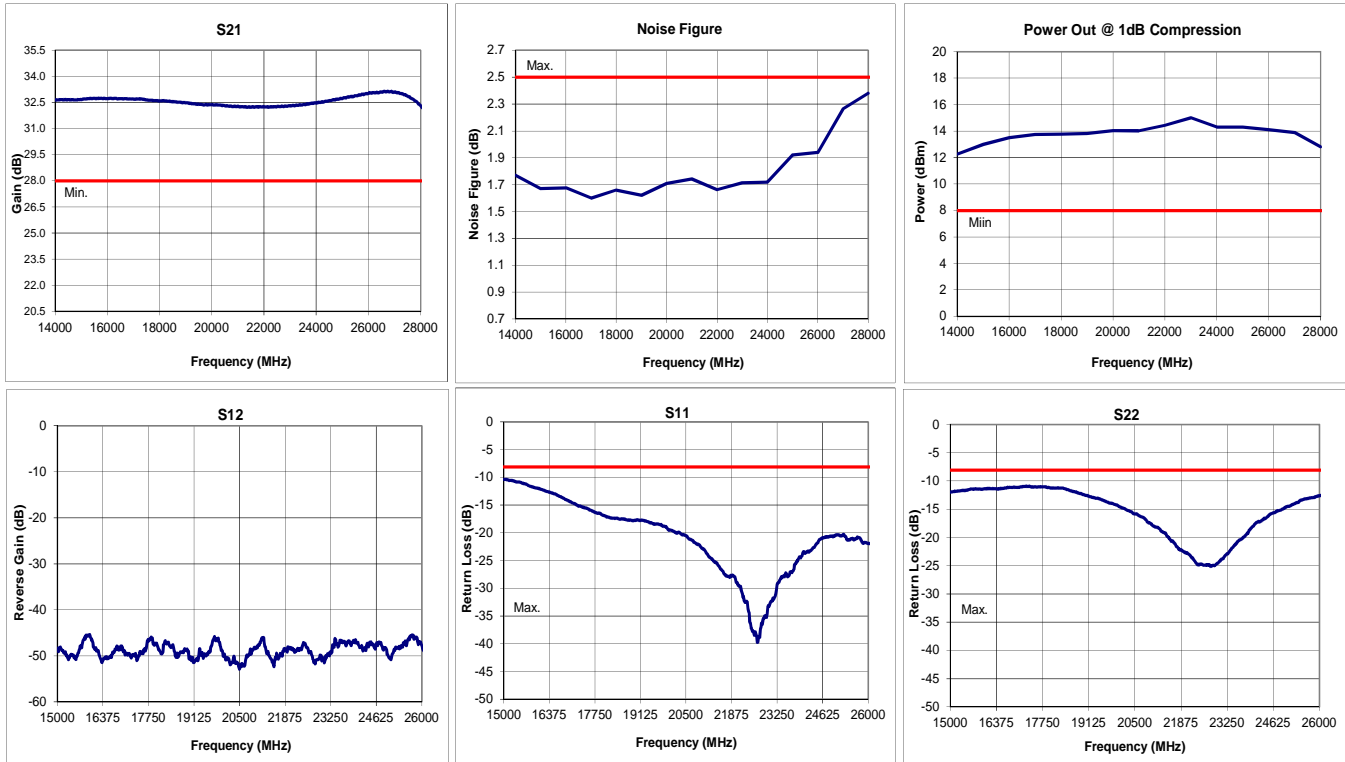 S21
Gain (dB)
35.5
34.0
32.5
31.0
29.5
28.0
26.5
25.0
23.5
22.0
20.5
Min.
14000 16000 18000 20000 22000 24000 26000 28000
Frequency (MHz)
Noise Figure
Noise Figure (dB)
2.7
2.5
2.3
2.1
1.9
1.7
1.5
1.3
1.1
0.9
0.7
Max.
14000 16000 18000 20000 22000 24000 26000 28000
Frequency (MHz)
Power Out @ 1dB Compression
Power (dBm)
20
18
16
14
12
10
8
6
4
2
0
Miin
14000 16000 18000 20000 22000 24000 26000 28000
Frequency (MHz)
S12
Reverse Gain (dB)
-0
-10
-20
-30
-40
-50
-60
15000 16375 17750 19125 20500 21875 23250 24625 26000
Frequency (MHz)
S11
Return Loss (dB)
0
-5
-10
-15
-20
-25
-30
-35
-40
-45
-50
Max.
15000 16375 17750 19125 20500 21875 23250 24625 26000
Frequency (MHz)
S22
Return Loss (dB)
0
-5
-10
-15
-20
-25
-30
-35
-40
-45
-50
Max.
15000 16375 17750 19125 20500 21875 23250 24625 26000
Frequency (MHz)